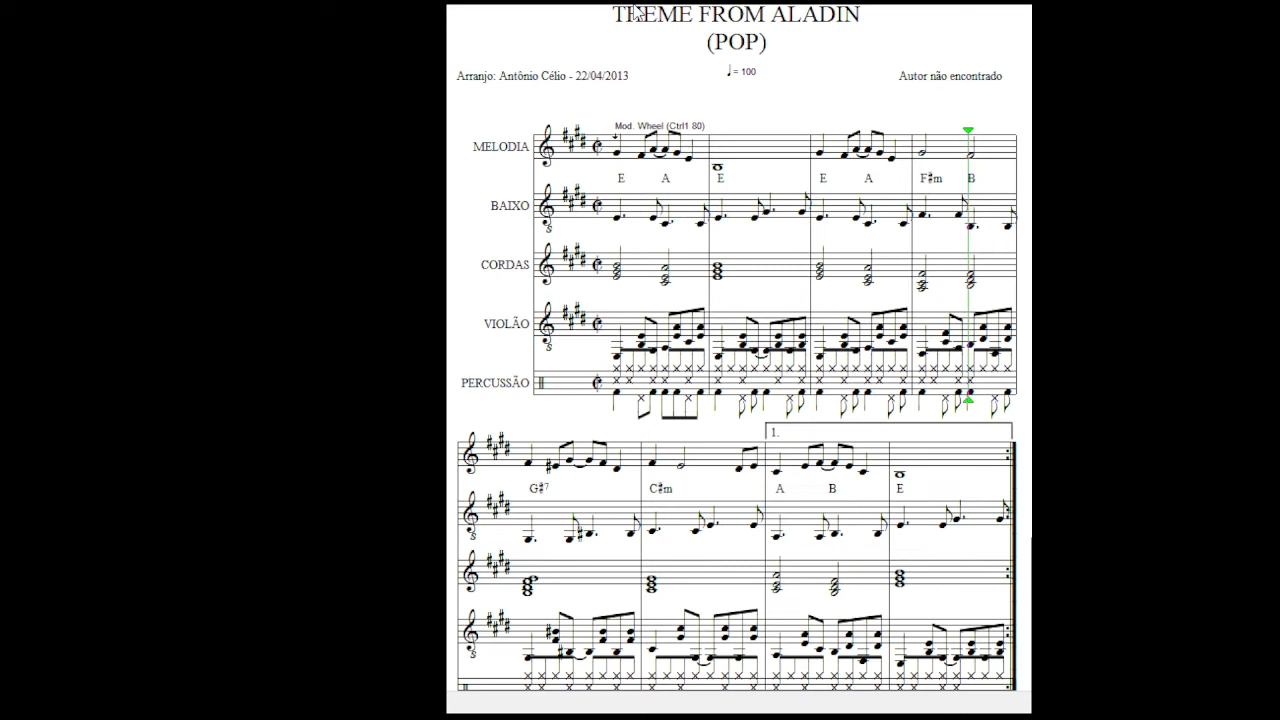 THEME FROM ALADIN
(POP)
Arranjo: Antônio Célio - 22/04/2013
♩ = 100
Autor não encontrado
Mod. Wheel (Ctrl1 80)
MELODIA
E A E E A F#m B
BAIXO
CORDAS
VIOLÃO
PERCUSSÃO
1.
G#7 C#m A B E